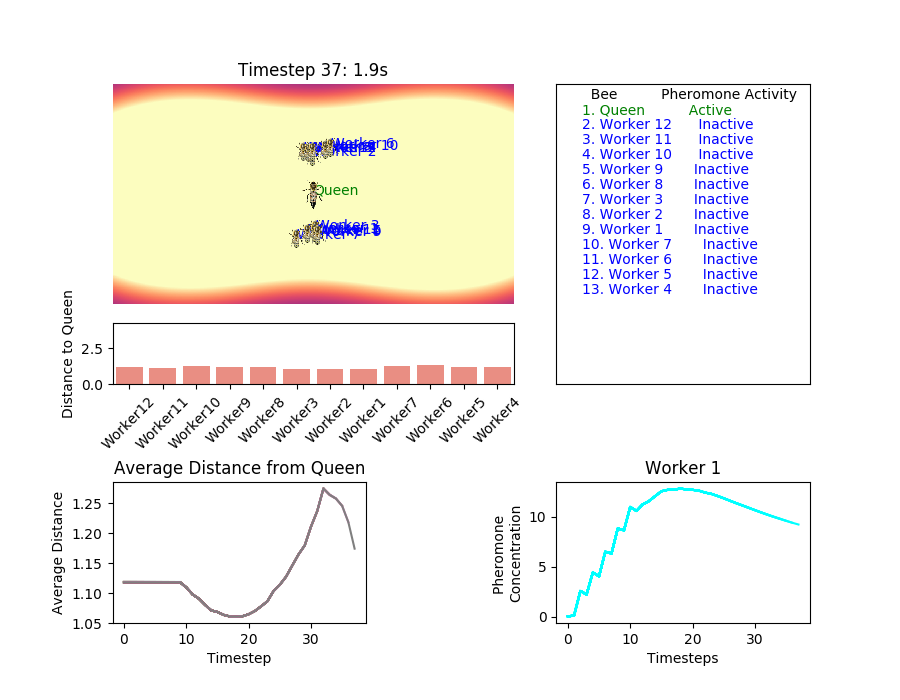 Timestep 37: 1.9s
Worker 6
10
Worker 2
Queen
Worker 3
Bee Pheromone Activity
1. Queen Active
2. Worker 12 Inactive
3. Worker 11 Inactive
4. Worker 10 Inactive
5. Worker 9 Inactive
6. Worker 8 Inactive
7. Worker 3 Inactive
8. Worker 2 Inactive
9. Worker 1 Inactive
10. Worker 7 Inactive
11. Worker 6 Inactive
12. Worker 5 Inactive
13. Worker 4 Inactive
Distance to Queen
2.5
0.0
Worker12
Worker11
Worker10
Worker9
Worker8
Worker3
Worker2
Worker1
Worker7
Worker6
Worker5
Worker4
Average Distance from Queen
Average Distance
1.25
1.20
1.15
1.10
1.05
0 10 20 30
Timestep
Worker 1
Pheromone
Concentration
10
5
0
0 10 20 30
Timesteps